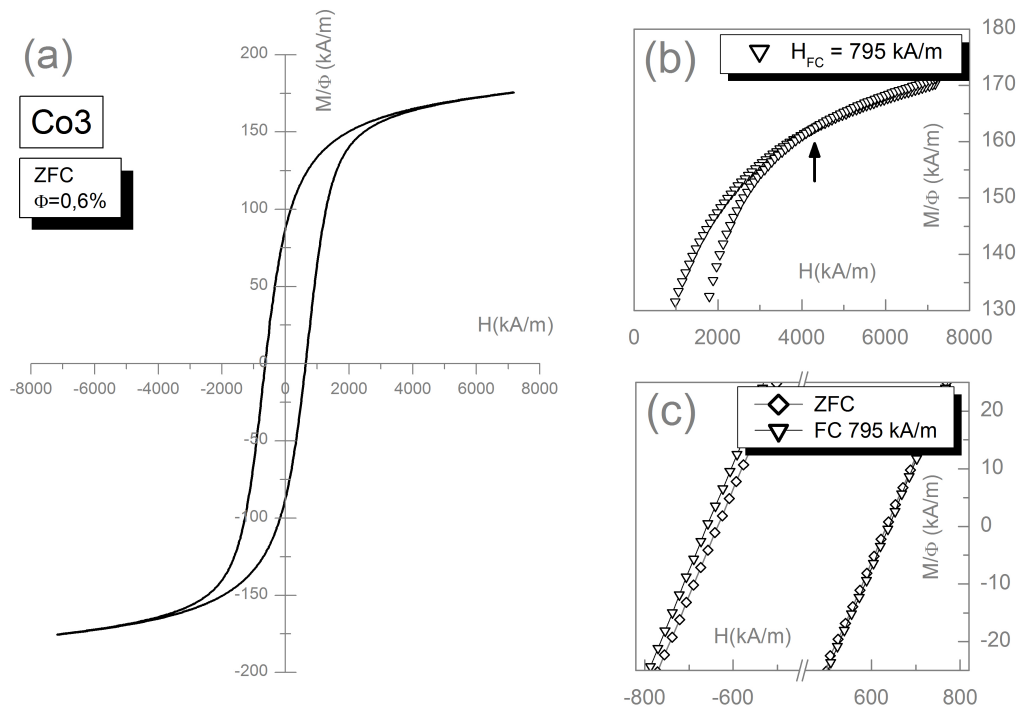 (a)
Co3
ZFC
Φ=0,6%
M/Φ (kA/m)
200
150
100
50
0
-50
-100
-150
-200
H(kA/m)
-8000 -6000 -4000 -2000 0 2000 4000 6000 8000
(b)
H_FC = 795 kA/m
180
170
160
150
140
130
M/Φ (kA/m)
H(kA/m)
0 2000 4000 6000 8000
(c)
ZFC
FC 795 kA/m
20
10
0
-10
-20
M/Φ (kA/m)
H(kA/m)
-800 -600 600 800